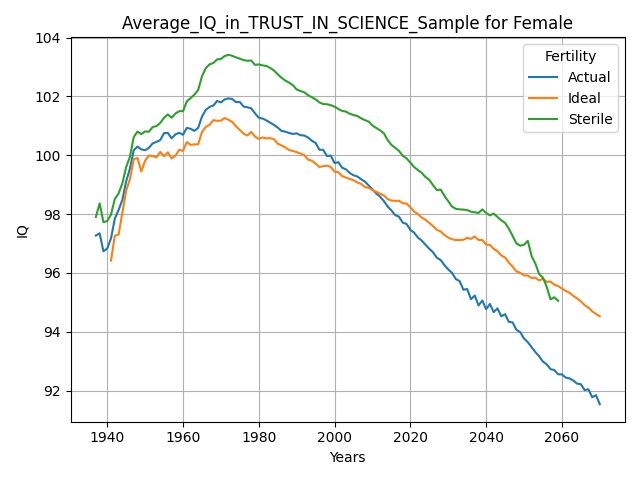 Average_IQ_in_TRUST_IN_SCIENCE_Sample for Female
104
102
100
98
96
94
92
IQ
Fertility
Actual
Ideal
Sterile
1940 1960 1980 2000 2020 2040 2060
Years